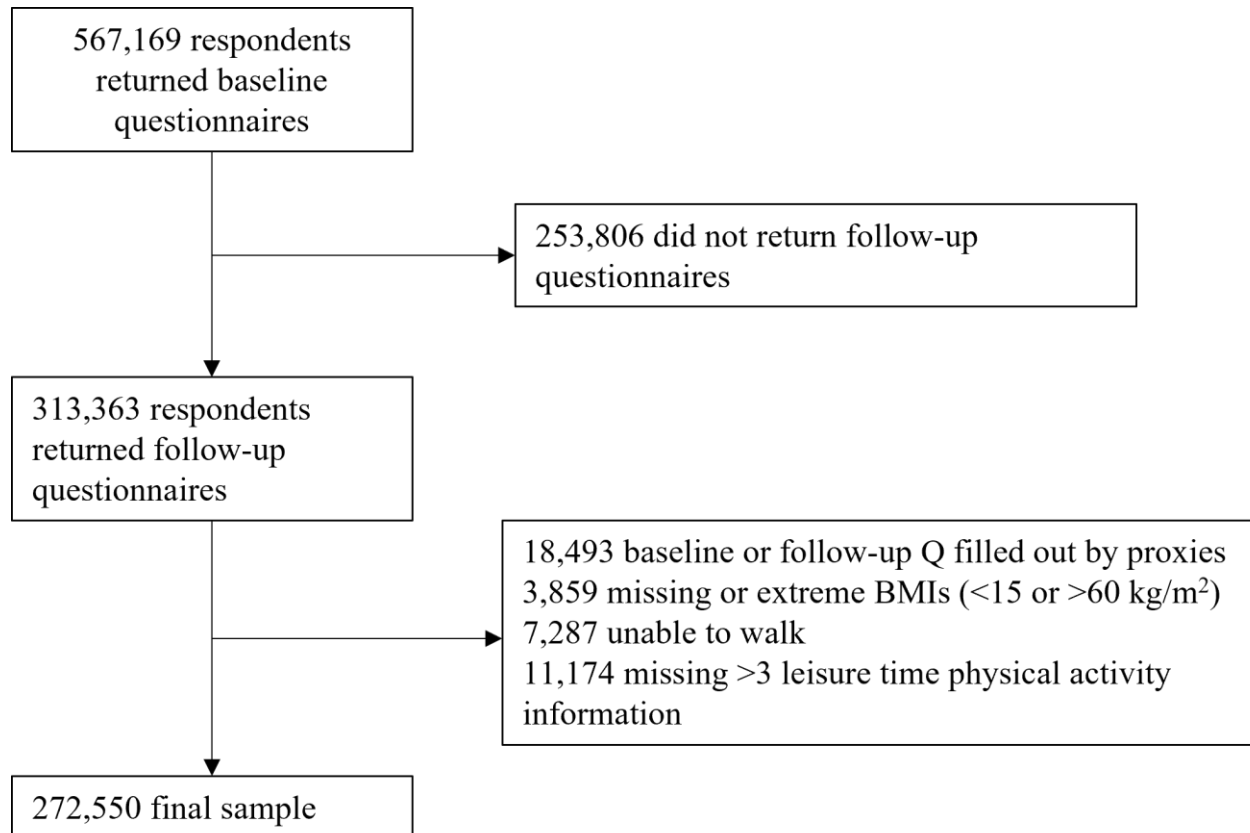 567,169 respondents
returned baseline
questionnaires
253,806 did not return follow-up
questionnaires
313,363 respondents
returned follow-up
questionnaires
18,493 baseline or follow-up Q filled out by proxies
3,859 missing or extreme BMIs (<15 or >60 kg/m²)
7,287 unable to walk
11,174 missing >3 leisure time physical activity
information
272,550 final sample